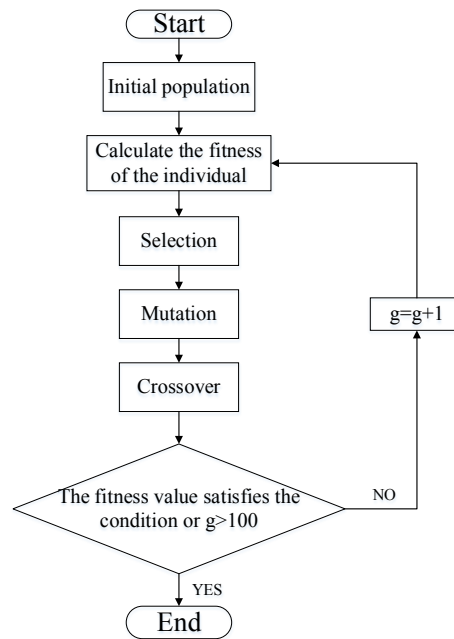 Start
Initial population
Calculate the fitness
of the individual
Selection
Mutation
g=g+1
Crossover
The fitness value satisfies the
condition or g>100
NO
YES
End